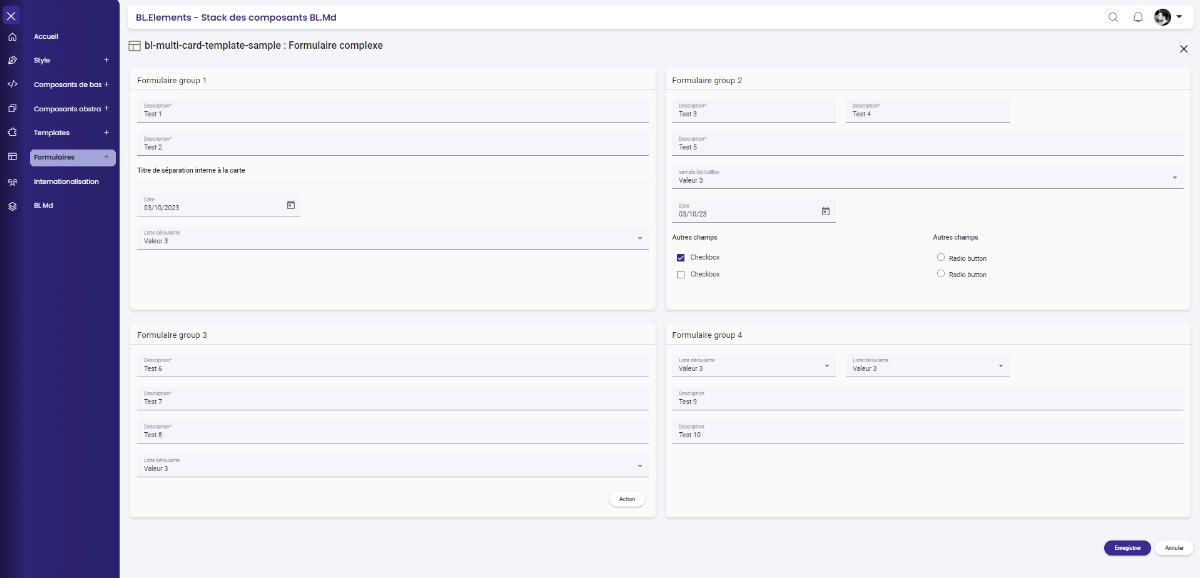 BL.Elements - Stack des composants BL.Md
Accueil
Style +
Composants de bas +
Composants abstra +
Templates +
Formulaires +
Internationalisation
BL Md
bl-multi-card-template-sample : Formulaire complexe
Formulaire group 1
Description*
Test 1
Description*
Test 2
Titre de séparation interne à la carte
Date
03/10/2023
Liste déroulante
Valeur 3
Formulaire group 2
Description*
Test 3
Description*
Test 4
Description*
Test 5
sample.list.listBox
Valeur 3
Date
03/10/23
Autres champs
Checkbox
Checkbox
Autres champs
Radio button
Radio button
Formulaire group 3
Description*
Test 6
Description*
Test 7
Description*
Test 8
Liste déroulante
Valeur 3
Action
Formulaire group 4
Liste déroulante
Valeur 3
Liste déroulante
Valeur 3
Description
Test 9
Description
Test 10
Enregistrer
Annuler